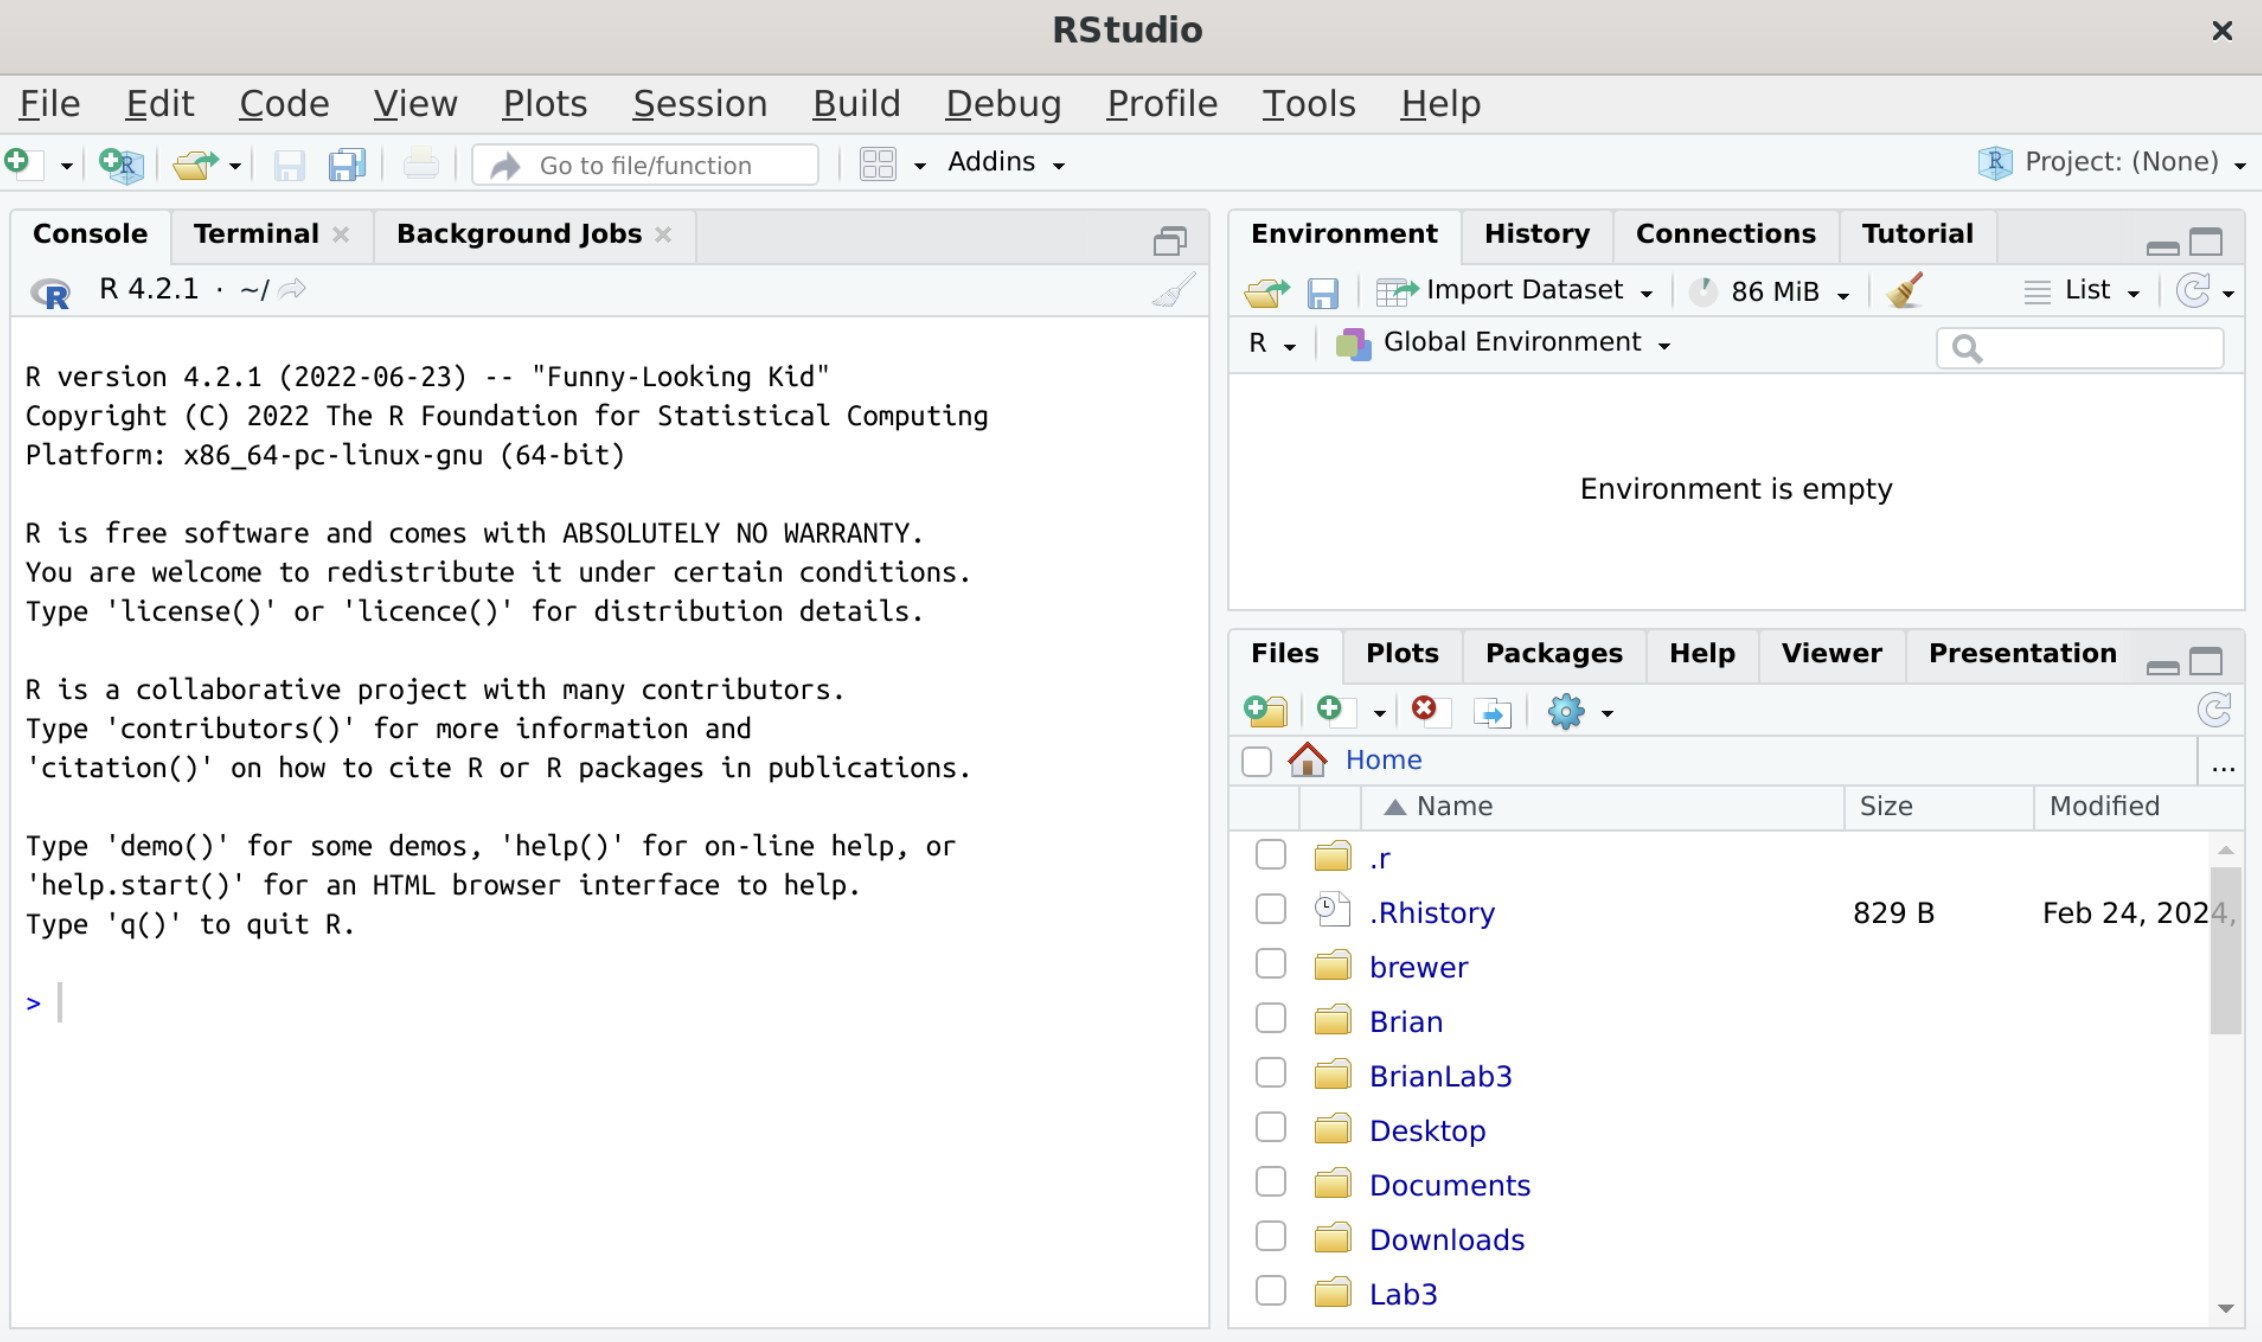 RStudio
File Edit Code View Plots Session Build Debug Profile Tools Help
Go to file/function Addins Project: (None)
Console Terminal Background Jobs
R 4.2.1 · ~/
R version 4.2.1 (2022-06-23) -- "Funny-Looking Kid"
Copyright (C) 2022 The R Foundation for Statistical Computing
Platform: x86_64-pc-linux-gnu (64-bit)
R is free software and comes with ABSOLUTELY NO WARRANTY.
You are welcome to redistribute it under certain conditions.
Type 'license()' or 'licence()' for distribution details.
R is a collaborative project with many contributors.
Type 'contributors()' for more information and
'citation()' on how to cite R or R packages in publications.
Type 'demo()' for some demos, 'help()' for on-line help, or
'help.start()' for an HTML browser interface to help.
Type 'q()' to quit R.
>
Environment History Connections Tutorial
Import Dataset 86 MiB List
R Global Environment
Environment is empty
Files Plots Packages Help Viewer Presentation
Home ...
Name Size Modified
.r
.Rhistory 829 B Feb 24, 2024,
brewer
Brian
BrianLab3
Desktop
Documents
Downloads
Lab3